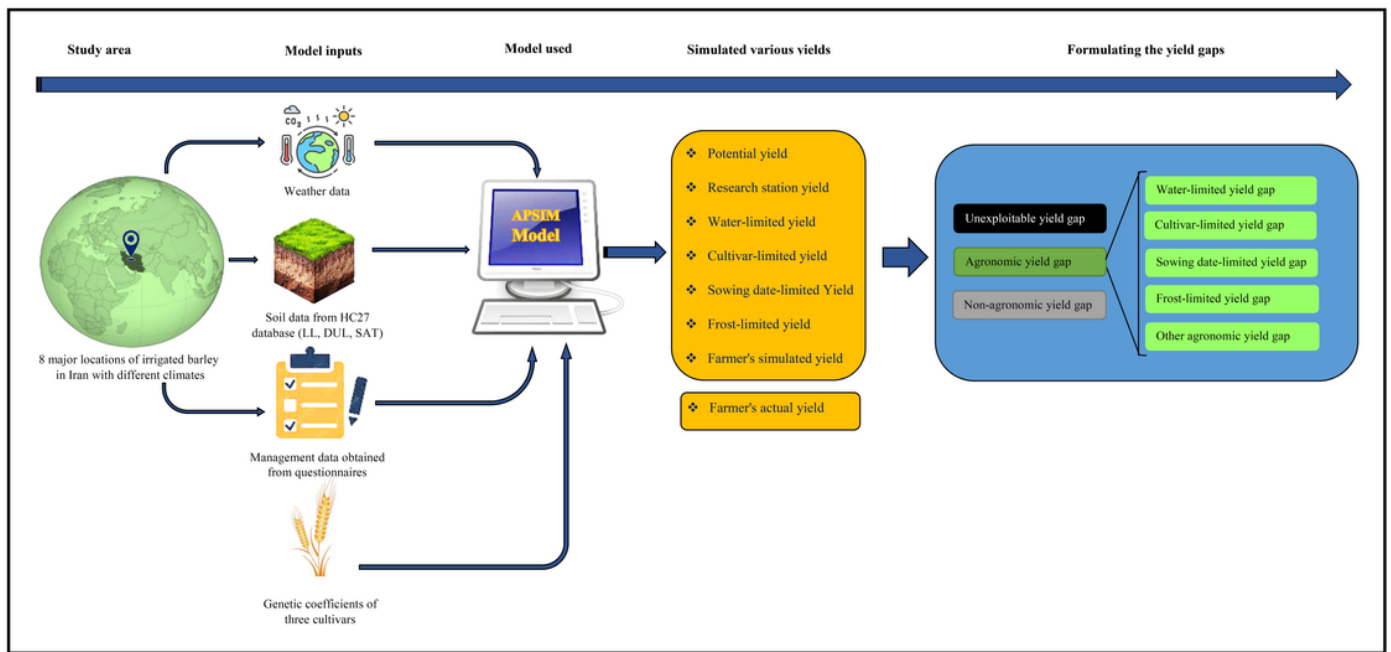 Study area
Model inputs
Model used
Simulated various yields
Formulating the yield gaps
CO2
Weather data
Soil data from HC27
database (LL, DUL, SAT)
8 major locations of irrigated barley
in Iran with different climates
Management data obtained
from questionnaires
Genetic coefficients of
three cultivars
APSIM
Model
❖ Potential yield
❖ Research station yield
❖ Water-limited yield
❖ Cultivar-limited yield
❖ Sowing date-limited Yield
❖ Frost-limited yield
❖ Farmer's simulated yield
❖ Farmer's actual yield
Unexploitable yield gap
Agronomic yield gap
Non-agronomic yield gap
Water-limited yield gap
Cultivar-limited yield gap
Sowing date-limited yield gap
Frost-limited yield gap
Other agronomic yield gap